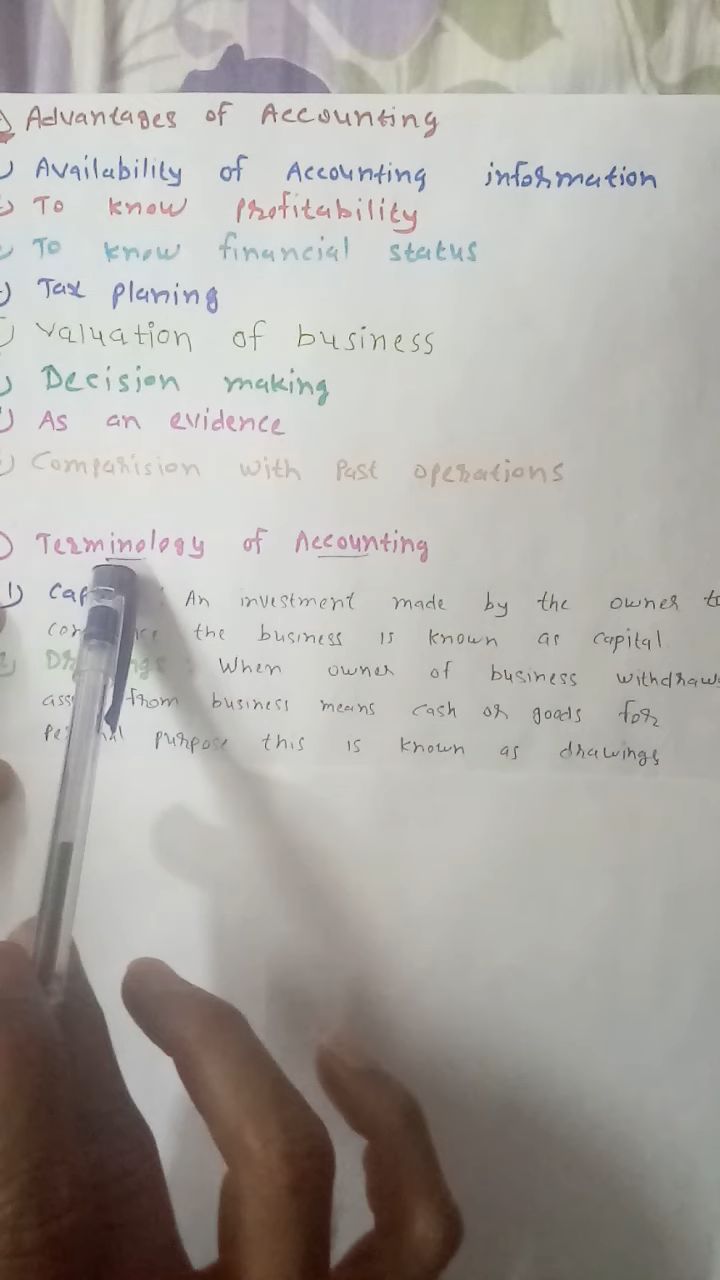 Advantages of Accounting
Availability of Accounting information
To know Profitability
To know financial status
Tax planing
Valuation of business
Decision making
As an evidence
Comparision with Past operations
Terminology of Accounting
1) An investment made by the owner to
the business is known as capital
2) : When owner of business withdraws
from business means cash or goods for
purpose this is known as drawings